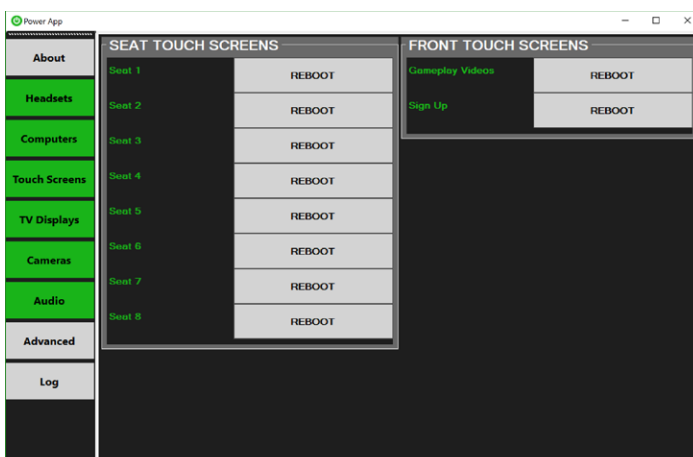 Power App
About
Headsets
Computers
Touch Screens
TV Displays
Cameras
Audio
Advanced
Log
SEAT TOUCH SCREENS
Seat 1 REBOOT
Seat 2 REBOOT
Seat 3 REBOOT
Seat 4 REBOOT
Seat 5 REBOOT
Seat 6 REBOOT
Seat 7 REBOOT
Seat 8 REBOOT
FRONT TOUCH SCREENS
Gameplay Videos REBOOT
Sign Up REBOOT